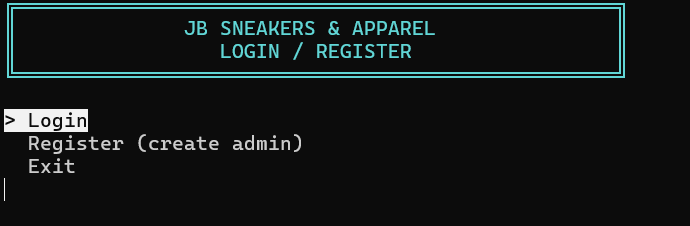 JB SNEAKERS & APPAREL
LOGIN / REGISTER
> Login
Register (create admin)
Exit